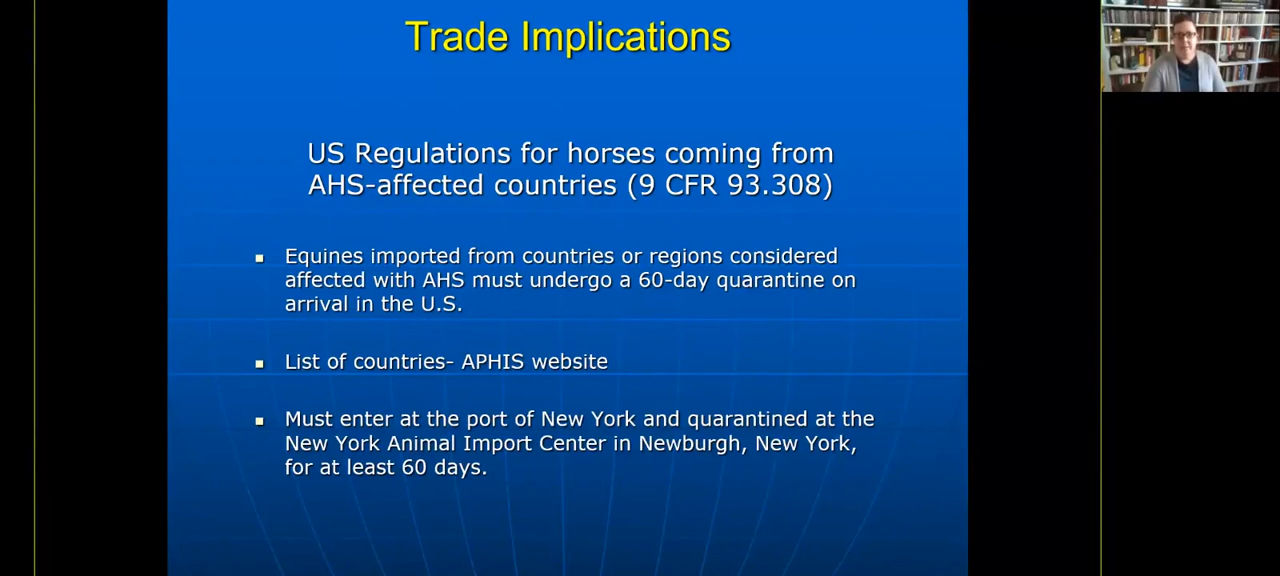 Trade Implications
US Regulations for horses coming from
AHS-affected countries (9 CFR 93.308)
Equines imported from countries or regions considered
affected with AHS must undergo a 60-day quarantine on
arrival in the U.S.
List of countries- APHIS website
Must enter at the port of New York and quarantined at the
New York Animal Import Center in Newburgh, New York,
for at least 60 days.